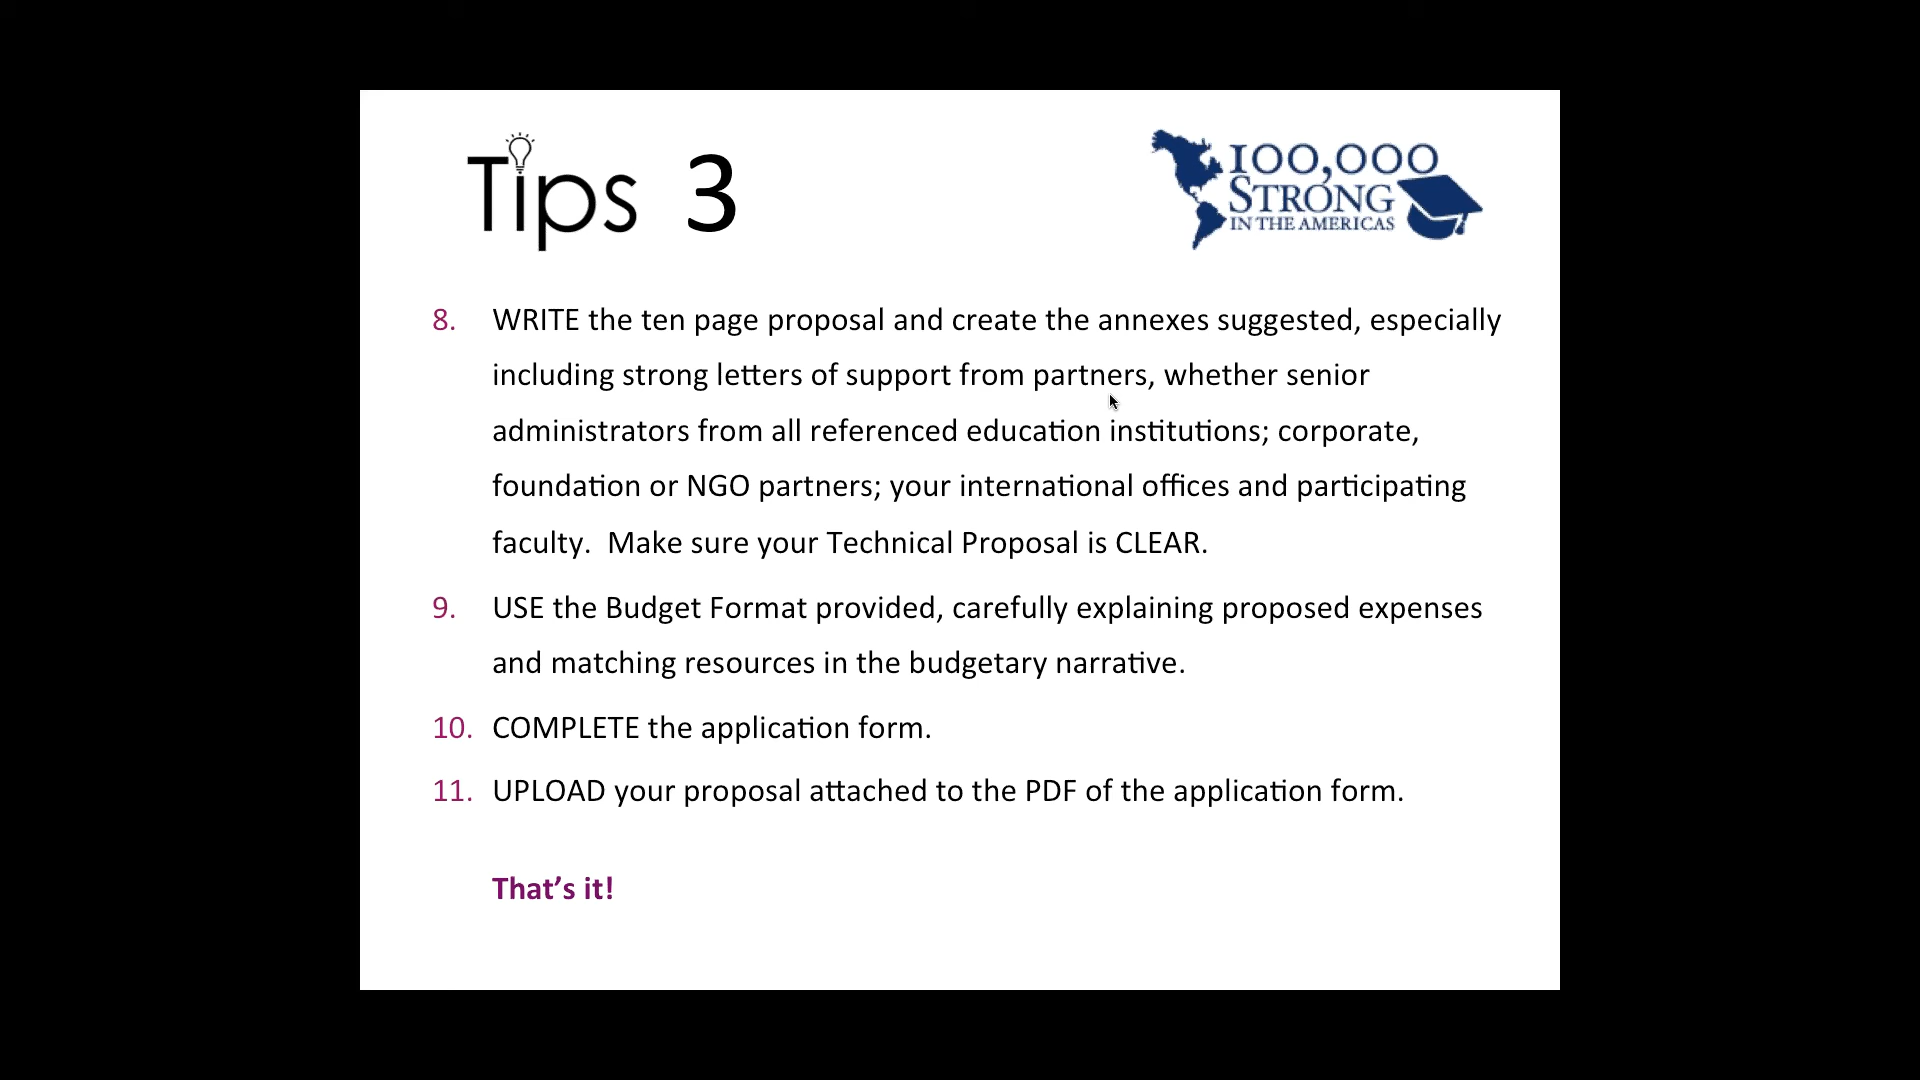 Tips 3
100,000
STRONG
IN THE AMERICAS
8. WRITE the ten page proposal and create the annexes suggested, especially
including strong letters of support from partners, whether senior
administrators from all referenced education institutions; corporate,
foundation or NGO partners; your international offices and participating
faculty.  Make sure your Technical Proposal is CLEAR.
9. USE the Budget Format provided, carefully explaining proposed expenses
and matching resources in the budgetary narrative.
10. COMPLETE the application form.
11. UPLOAD your proposal attached to the PDF of the application form.
That’s it!